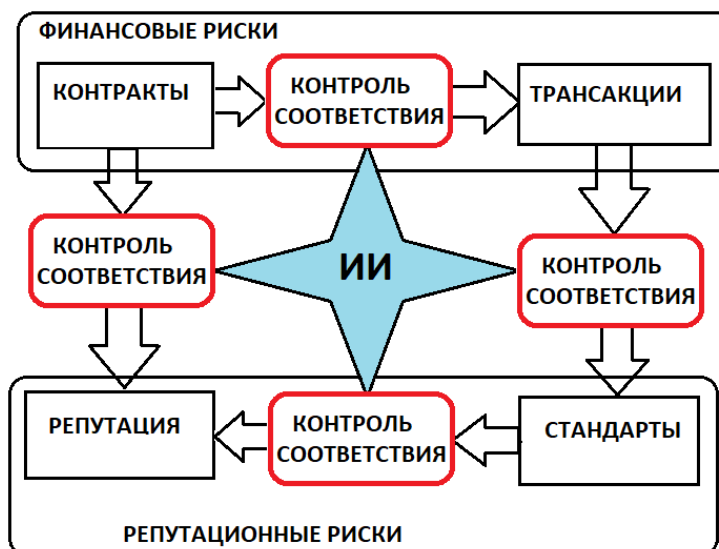 ФИНАНСОВЫЕ РИСКИ
КОНТРАКТЫ
КОНТРОЛЬ
СООТВЕТСТВИЯ
ТРАНСАКЦИИ
КОНТРОЛЬ
СООТВЕТСТВИЯ
ИИ
КОНТРОЛЬ
СООТВЕТСТВИЯ
РЕПУТАЦИЯ
КОНТРОЛЬ
СООТВЕТСТВИЯ
СТАНДАРТЫ
РЕПУТАЦИОННЫЕ РИСКИ